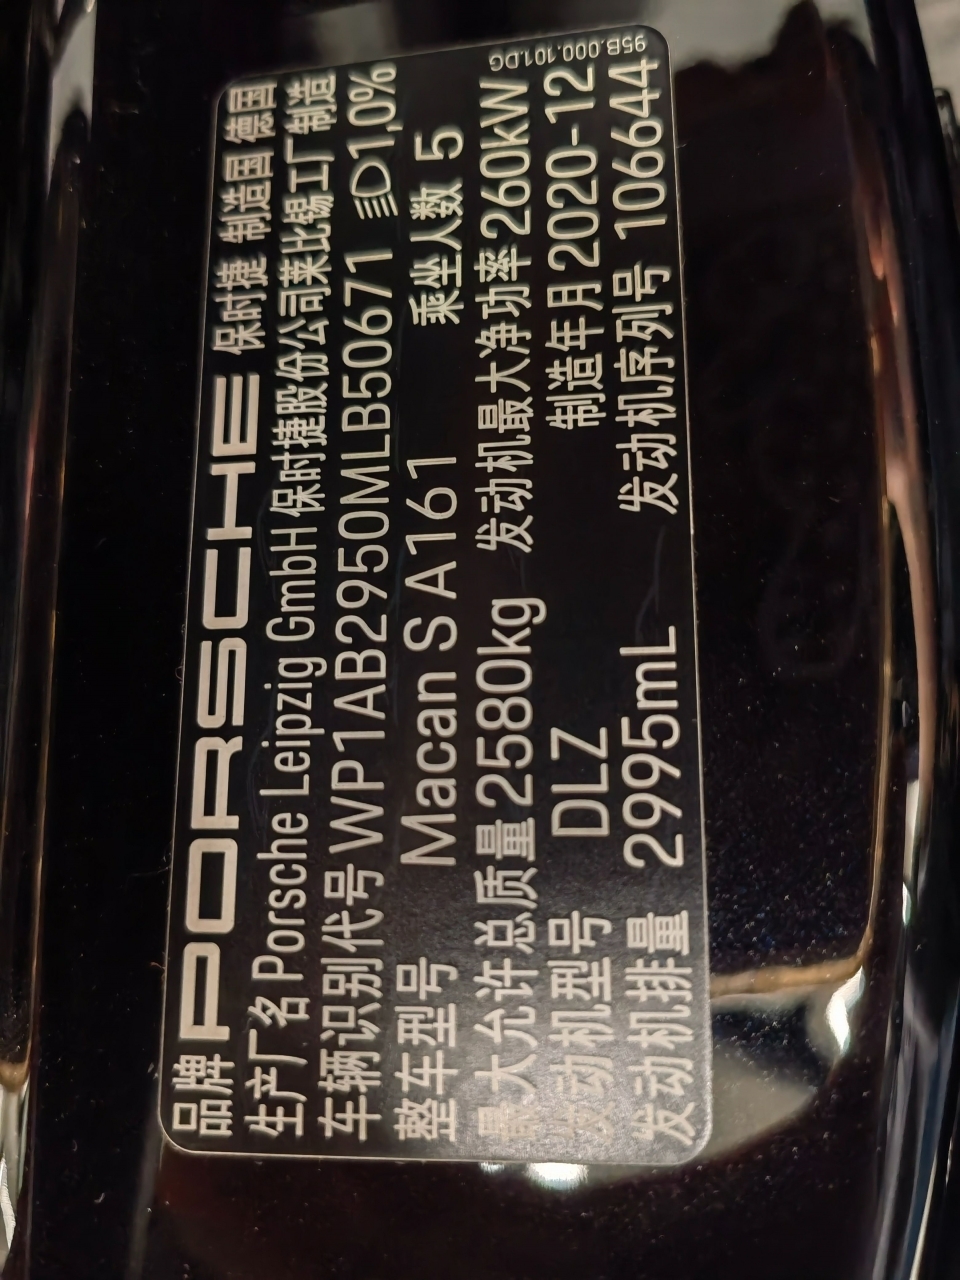 95B.000.101.DG
品牌 PORSCHE 保时捷 制造国 德国
生产厂名 Porsche Leipzig GmbH 保时捷股份公司莱比锡工厂制造
车辆识别代号 WP1AB2950MLB50671 1,0%
整车型号 Macan S A161 乘坐人数 5
最大允许总质量 2580kg 发动机最大净功率 260kW
发动机型号 DLZ 制造年月 2020-12
发动机排量 2995mL 发动机序列号 106644